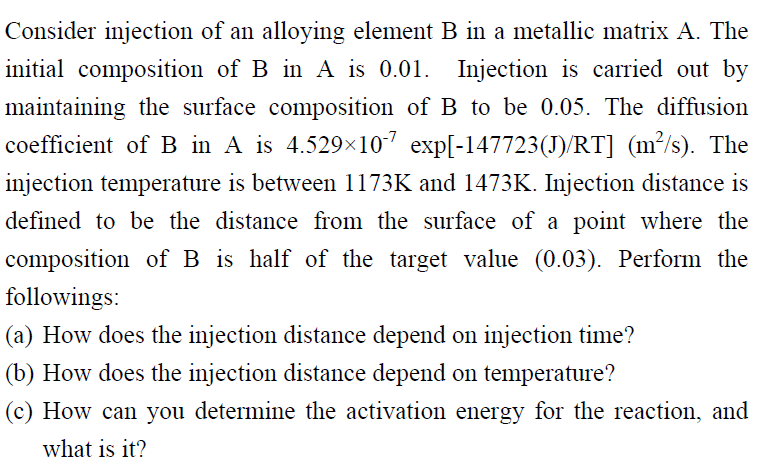 Consider injection of an alloying element B in a metallic matrix A. The
initial composition of B in A is 0.01. Injection is carried out by
maintaining the surface composition of B to be 0.05. The diffusion
coefficient of B in A is 4.529×10⁻⁷ exp[-147723(J)/RT] (m²/s). The
injection temperature is between 1173K and 1473K. Injection distance is
defined to be the distance from the surface of a point where the
composition of B is half of the target value (0.03). Perform the
followings:
(a) How does the injection distance depend on injection time?
(b) How does the injection distance depend on temperature?
(c) How can you determine the activation energy for the reaction, and
what is it?